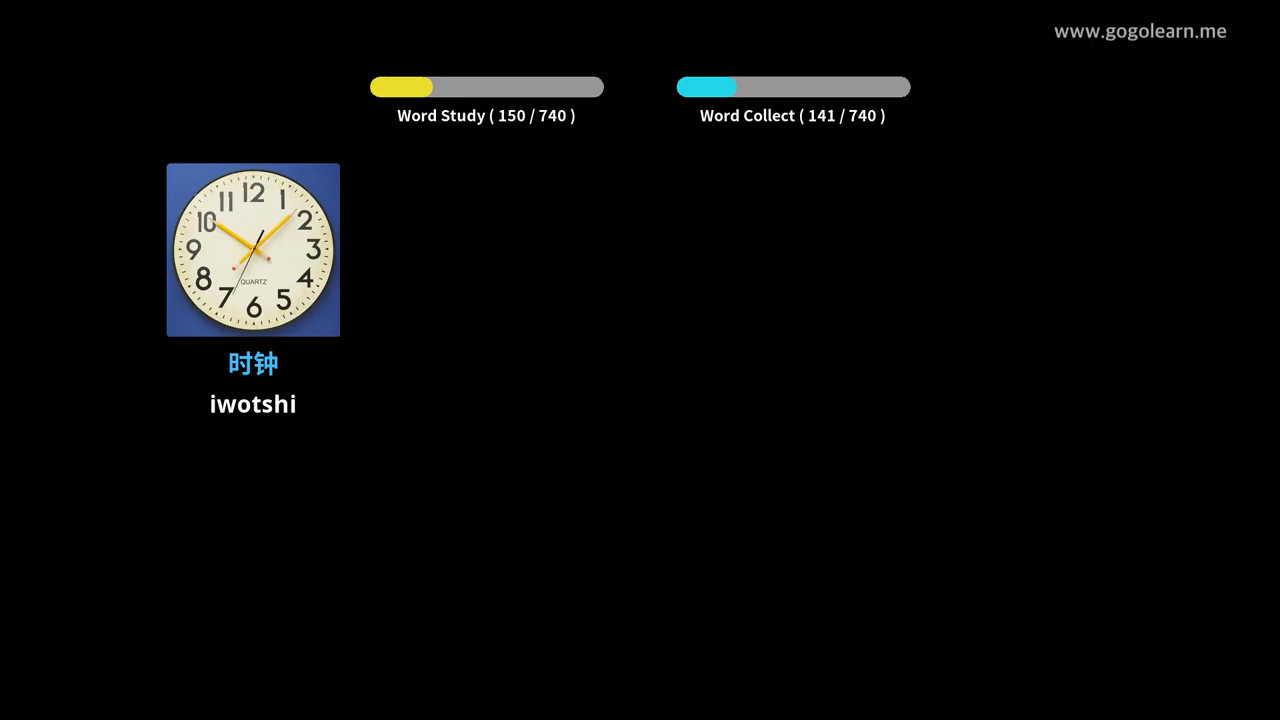 www.gogolearn.me
Word Study ( 150 / 740 )
Word Collect ( 141 / 740 )
12
11
1
10
2
9
3
8
4
7
5
6
QUARTZ
时钟
iwotshi